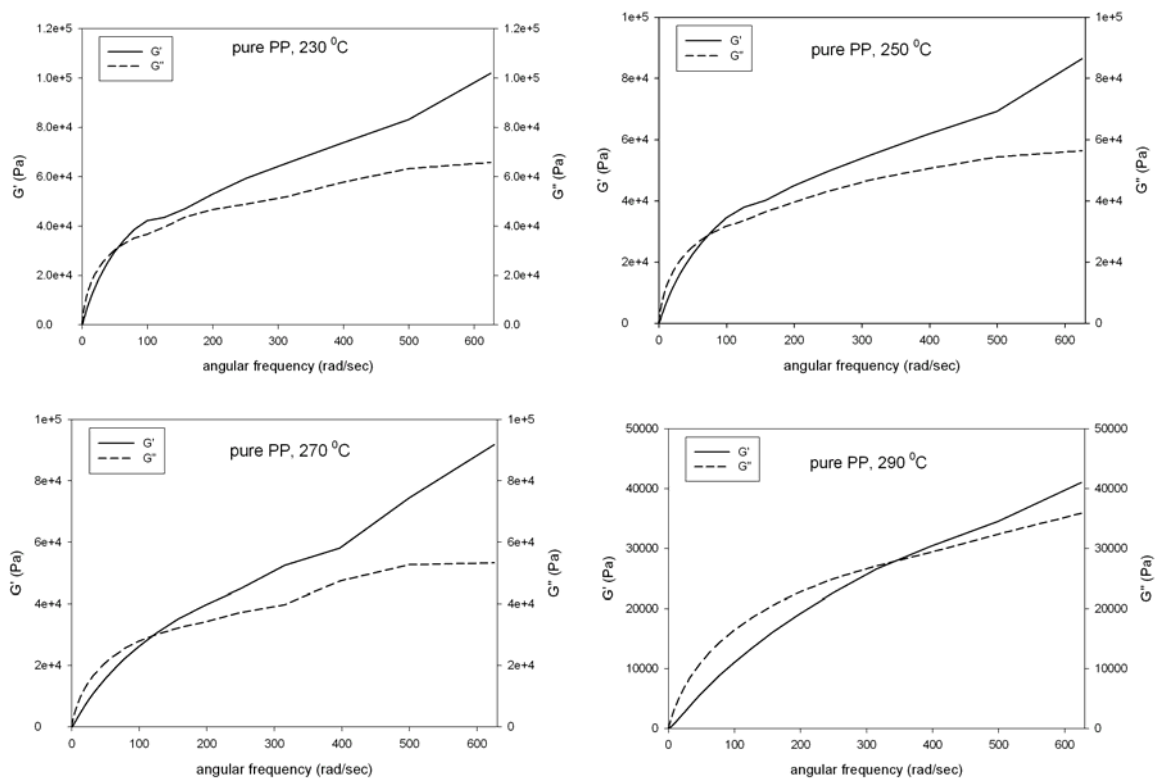 pure PP, 230 ⁰C
G'
G"
1.2e+5
1.0e+5
8.0e+4
6.0e+4
4.0e+4
2.0e+4
0.0
G' (Pa)
1.2e+5
1.0e+5
8.0e+4
6.0e+4
4.0e+4
2.0e+4
0.0
G" (Pa)
0 100 200 300 400 500 600
angular frequency (rad/sec)
pure PP, 250 ⁰C
G'
G"
1e+5
8e+4
6e+4
4e+4
2e+4
0
G' (Pa)
1e+5
8e+4
6e+4
4e+4
2e+4
0
G" (Pa)
0 100 200 300 400 500 600
angular frequency (rad/sec)
pure PP, 270 ⁰C
G'
G"
1e+5
8e+4
6e+4
4e+4
2e+4
0
G' (Pa)
1e+5
8e+4
6e+4
4e+4
2e+4
0
G" (Pa)
0 100 200 300 400 500 600
angular frequency (rad/sec)
pure PP, 290 ⁰C
G'
G"
50000
40000
30000
20000
10000
0
G' (Pa)
50000
40000
30000
20000
10000
0
G" (Pa)
0 100 200 300 400 500 600
angular frequency (rad/sec)